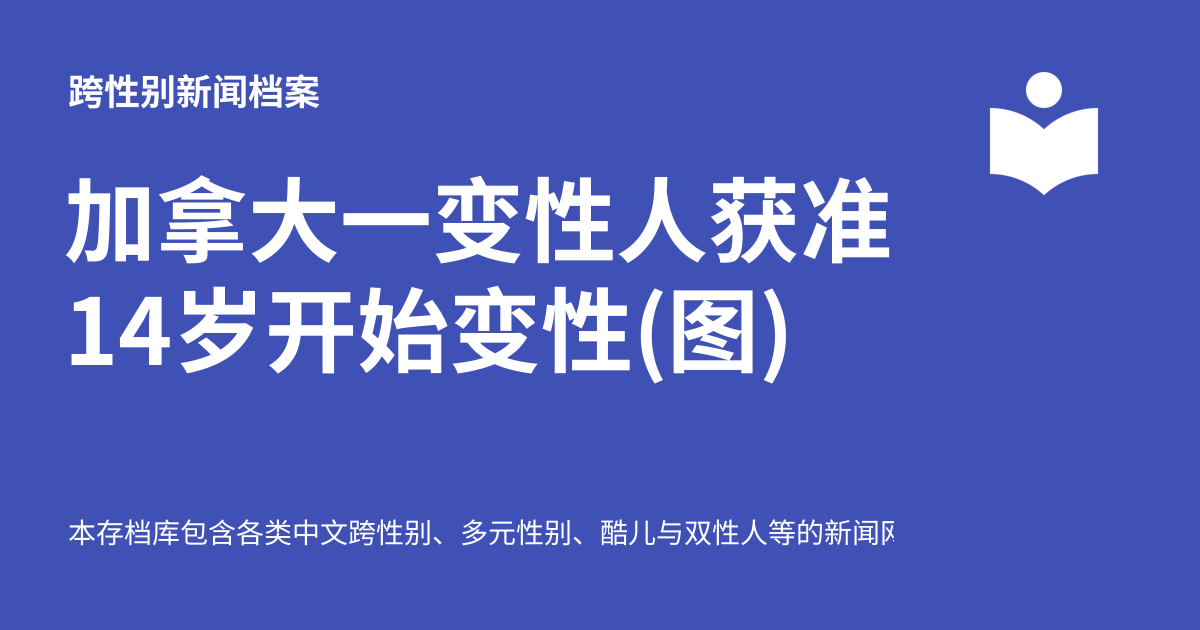 跨性别新闻档案
加拿大一变性人获准
14岁开始变性(图)
本存档库包含各类中文跨性别、多元性别、酷儿与双性人等的新闻